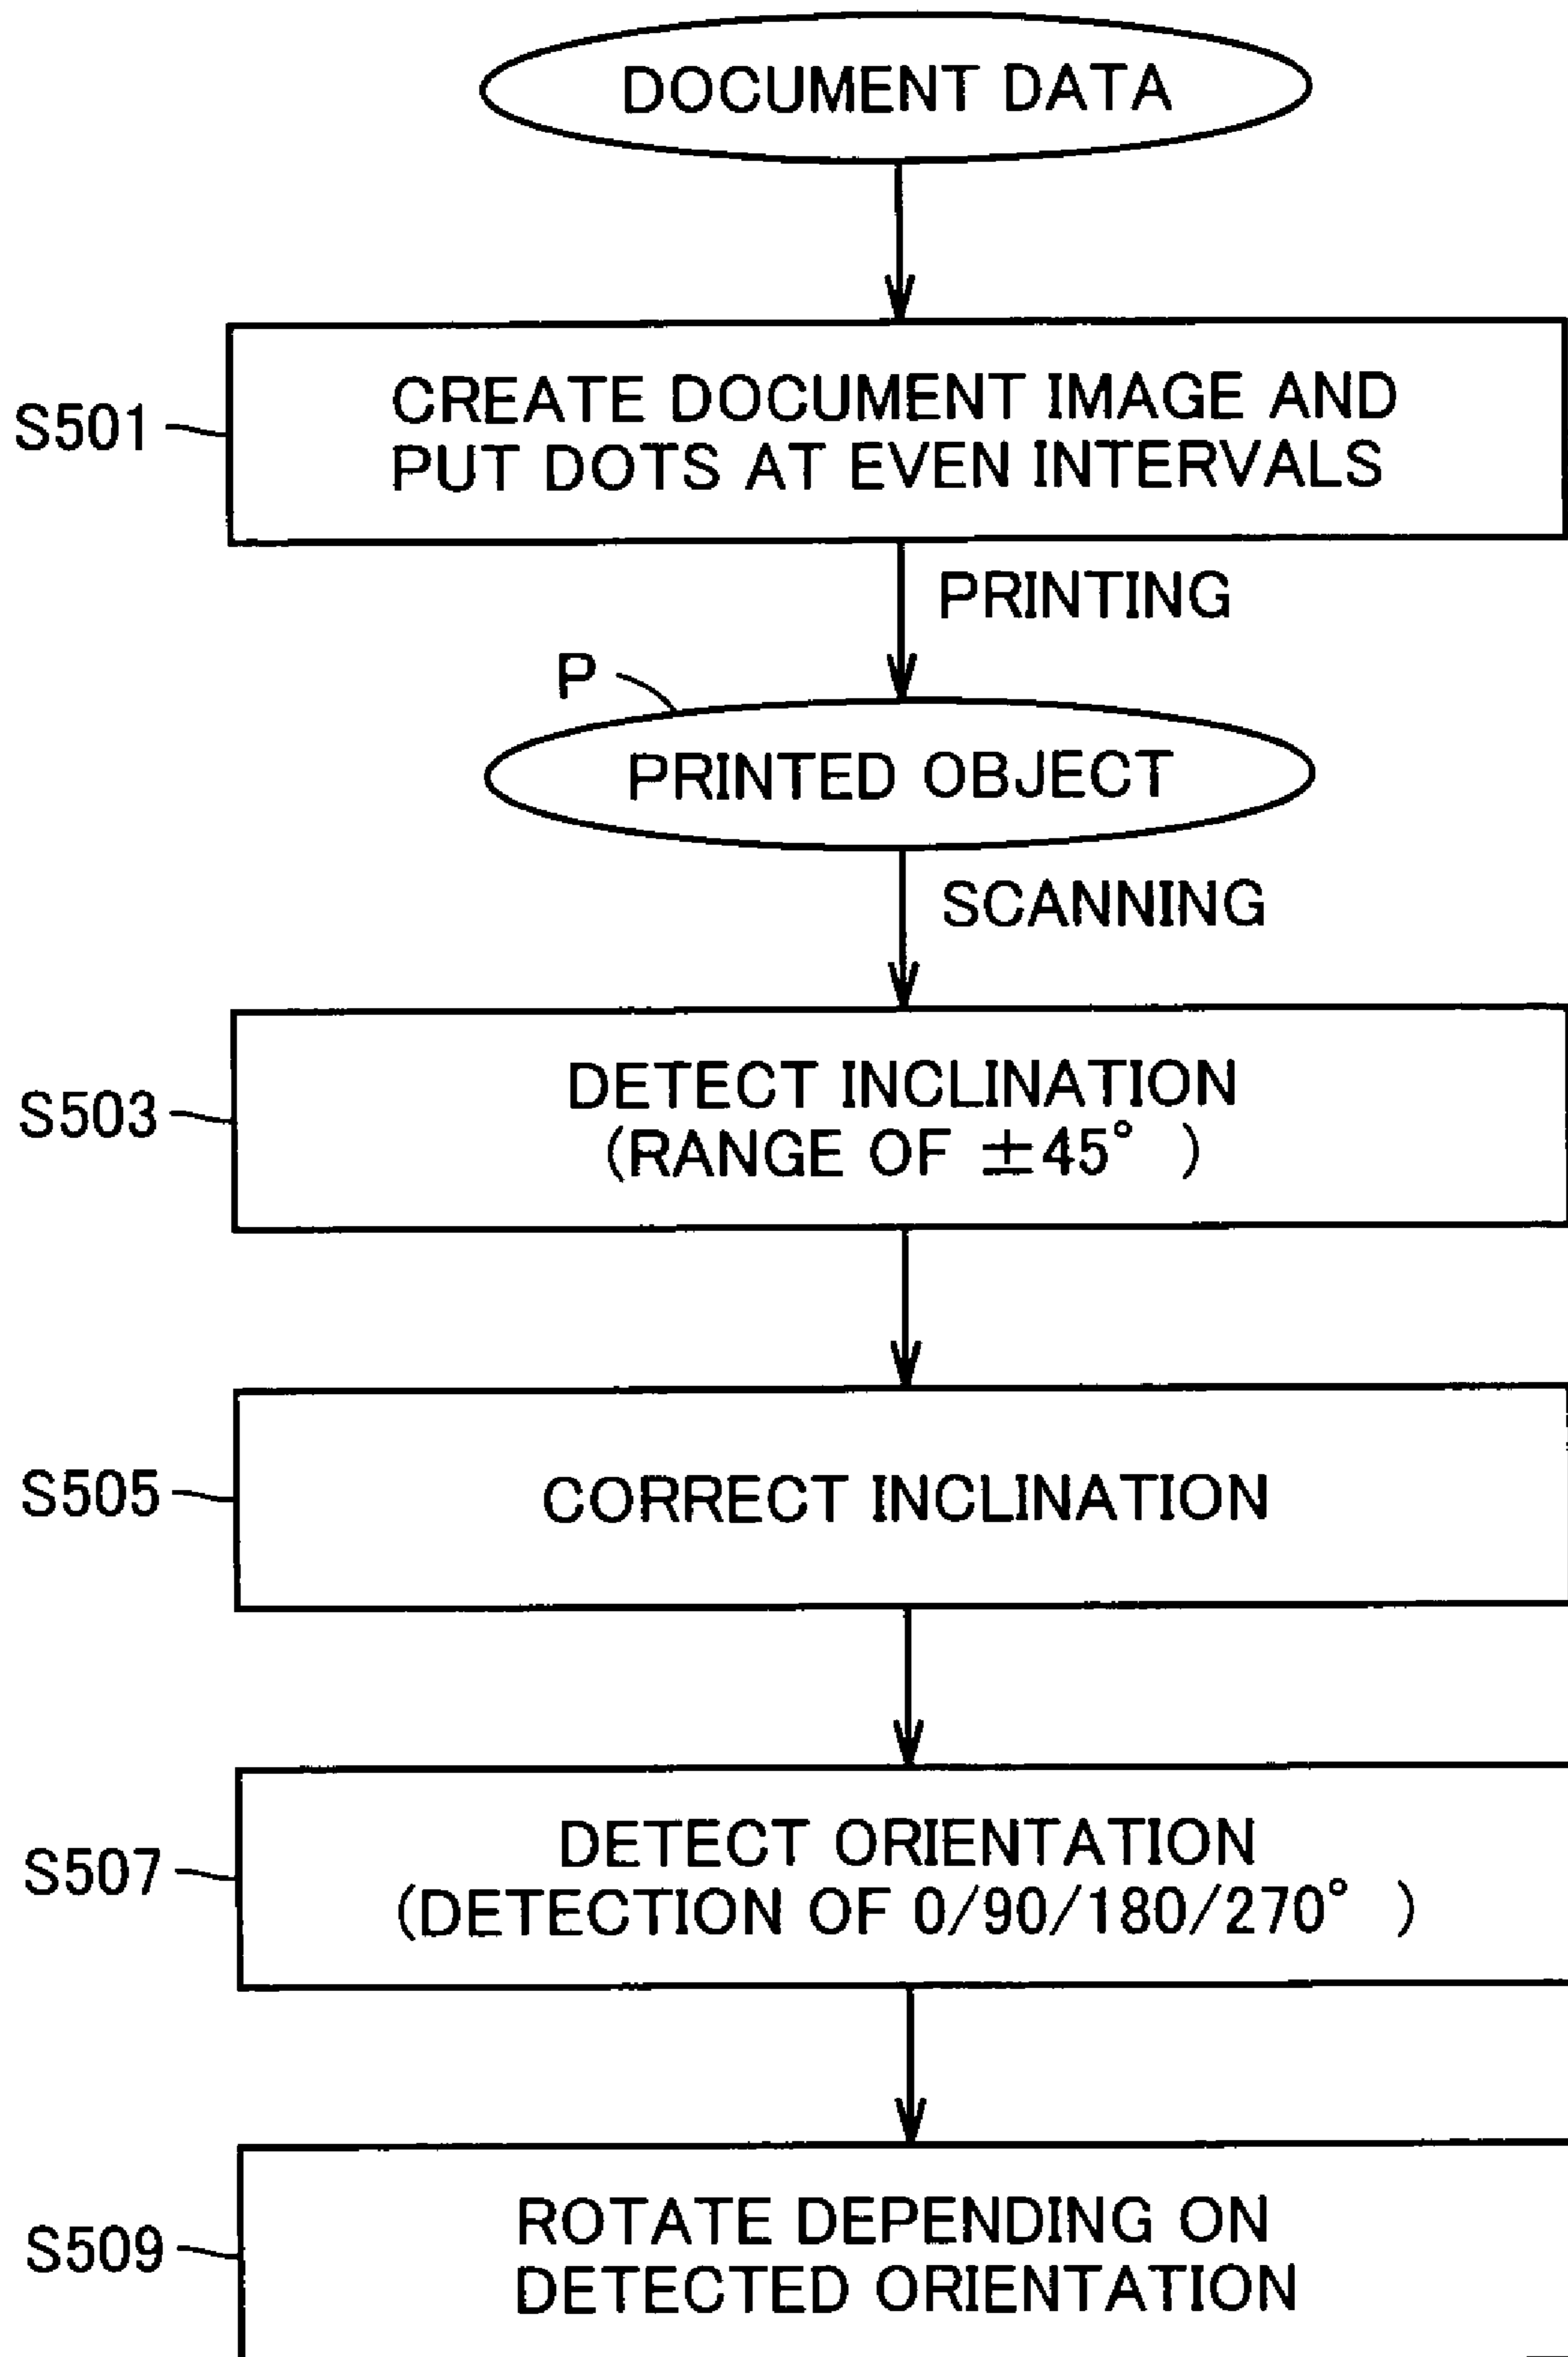 DOCUMENT DATA
S501
CREATE DOCUMENT IMAGE AND
PUT DOTS AT EVEN INTERVALS
PRINTING
P
PRINTED OBJECT
SCANNING
S503
DETECT INCLINATION
(RANGE OF ±45° )
S505
CORRECT INCLINATION
S507
DETECT ORIENTATION
(DETECTION OF 0/90/180/270° )
S509
ROTATE DEPENDING ON
DETECTED ORIENTATION